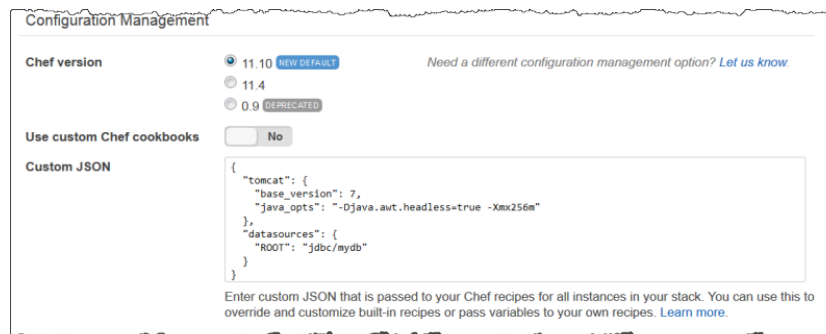 Configuration Management
Chef version
11.10 NEW DEFAULT
Need a different configuration management option? Let us know.
11.4
0.9 DEPRECATED
Use custom Chef cookbooks
No
Custom JSON
{
"tomcat": {
"base_version": 7,
"java_opts": "-Djava.awt.headless=true -Xmx256m"
},
"datasources": {
"ROOT": "jdbc/mydb"
}
}
Enter custom JSON that is passed to your Chef recipes for all instances in your stack. You can use this to
override and customize built-in recipes or pass variables to your own recipes. Learn more.